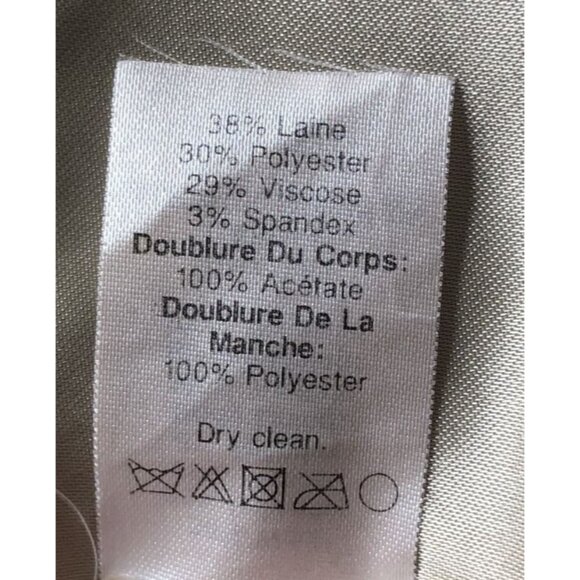 38% Laine
30% Polyester
29% Viscose
3% Spandex
Doublure Du Corps:
100% Acétate
Doublure De La
Manche:
100% Polyester
Dry clean.